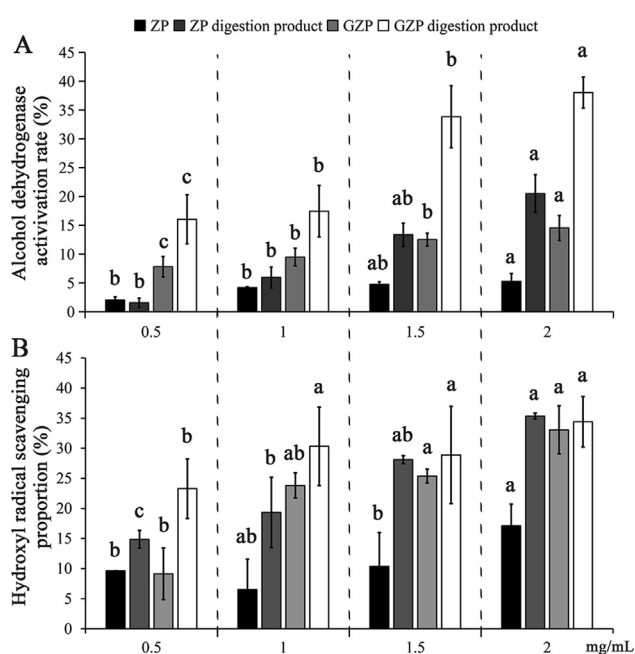 ZP ZP digestion product GZP GZP digestion product
A
Alcohol dehydrogenase
activivation rate (%)
45
40
35
30
25
20
15
10
5
0
b b c c
b b b b
ab ab b b
a a a a
0.5 1 1.5 2
B
Hydroxyl radical scavenging
proportion (%)
45
40
35
30
25
20
15
10
5
0
b c b b
ab b ab a
b ab a a
a a a a
0.5 1 1.5 2 mg/mL